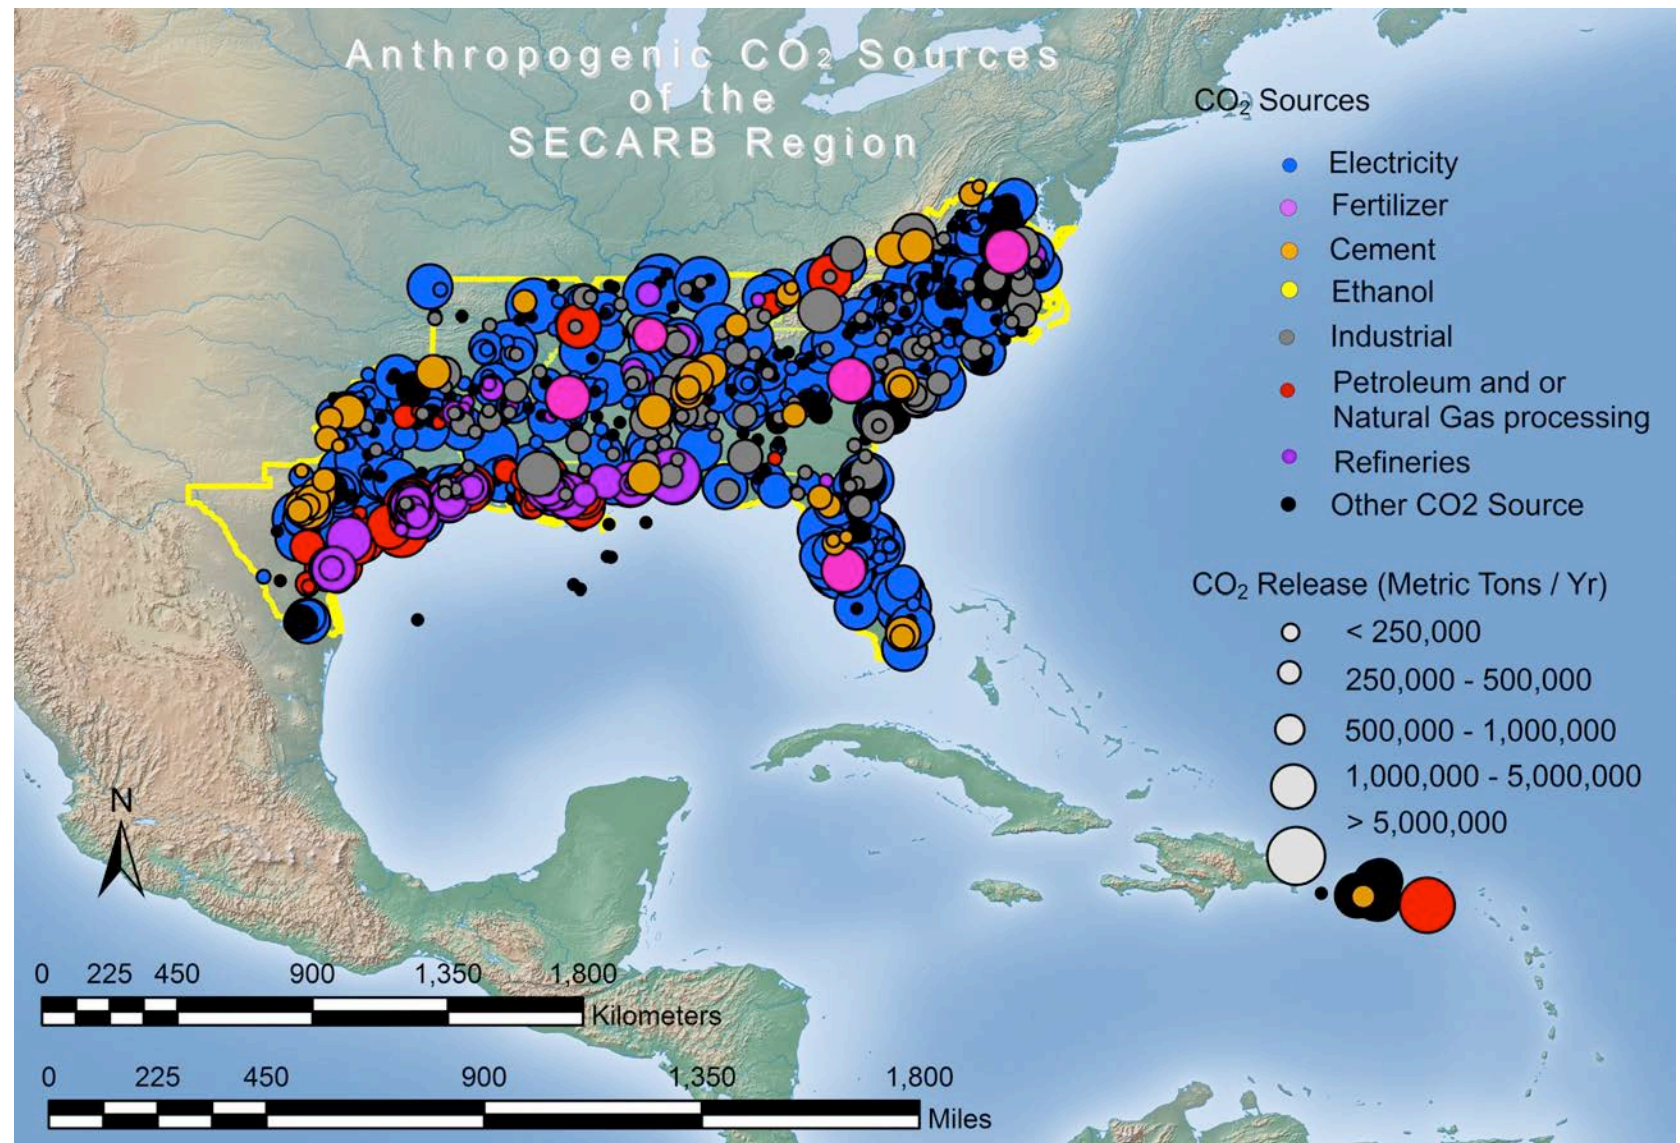 Anthropogenic CO2 Sources
of the
SECARB Region
CO2 Sources
Electricity
Fertilizer
Cement
Ethanol
Industrial
Petroleum and or
Natural Gas processing
Refineries
Other CO2 Source
CO2 Release (Metric Tons / Yr)
< 250,000
250,000 - 500,000
500,000 - 1,000,000
1,000,000 - 5,000,000
> 5,000,000
N
0 225 450 900 1,350 1,800
Kilometers
0 225 450 900 1,350 1,800
Miles